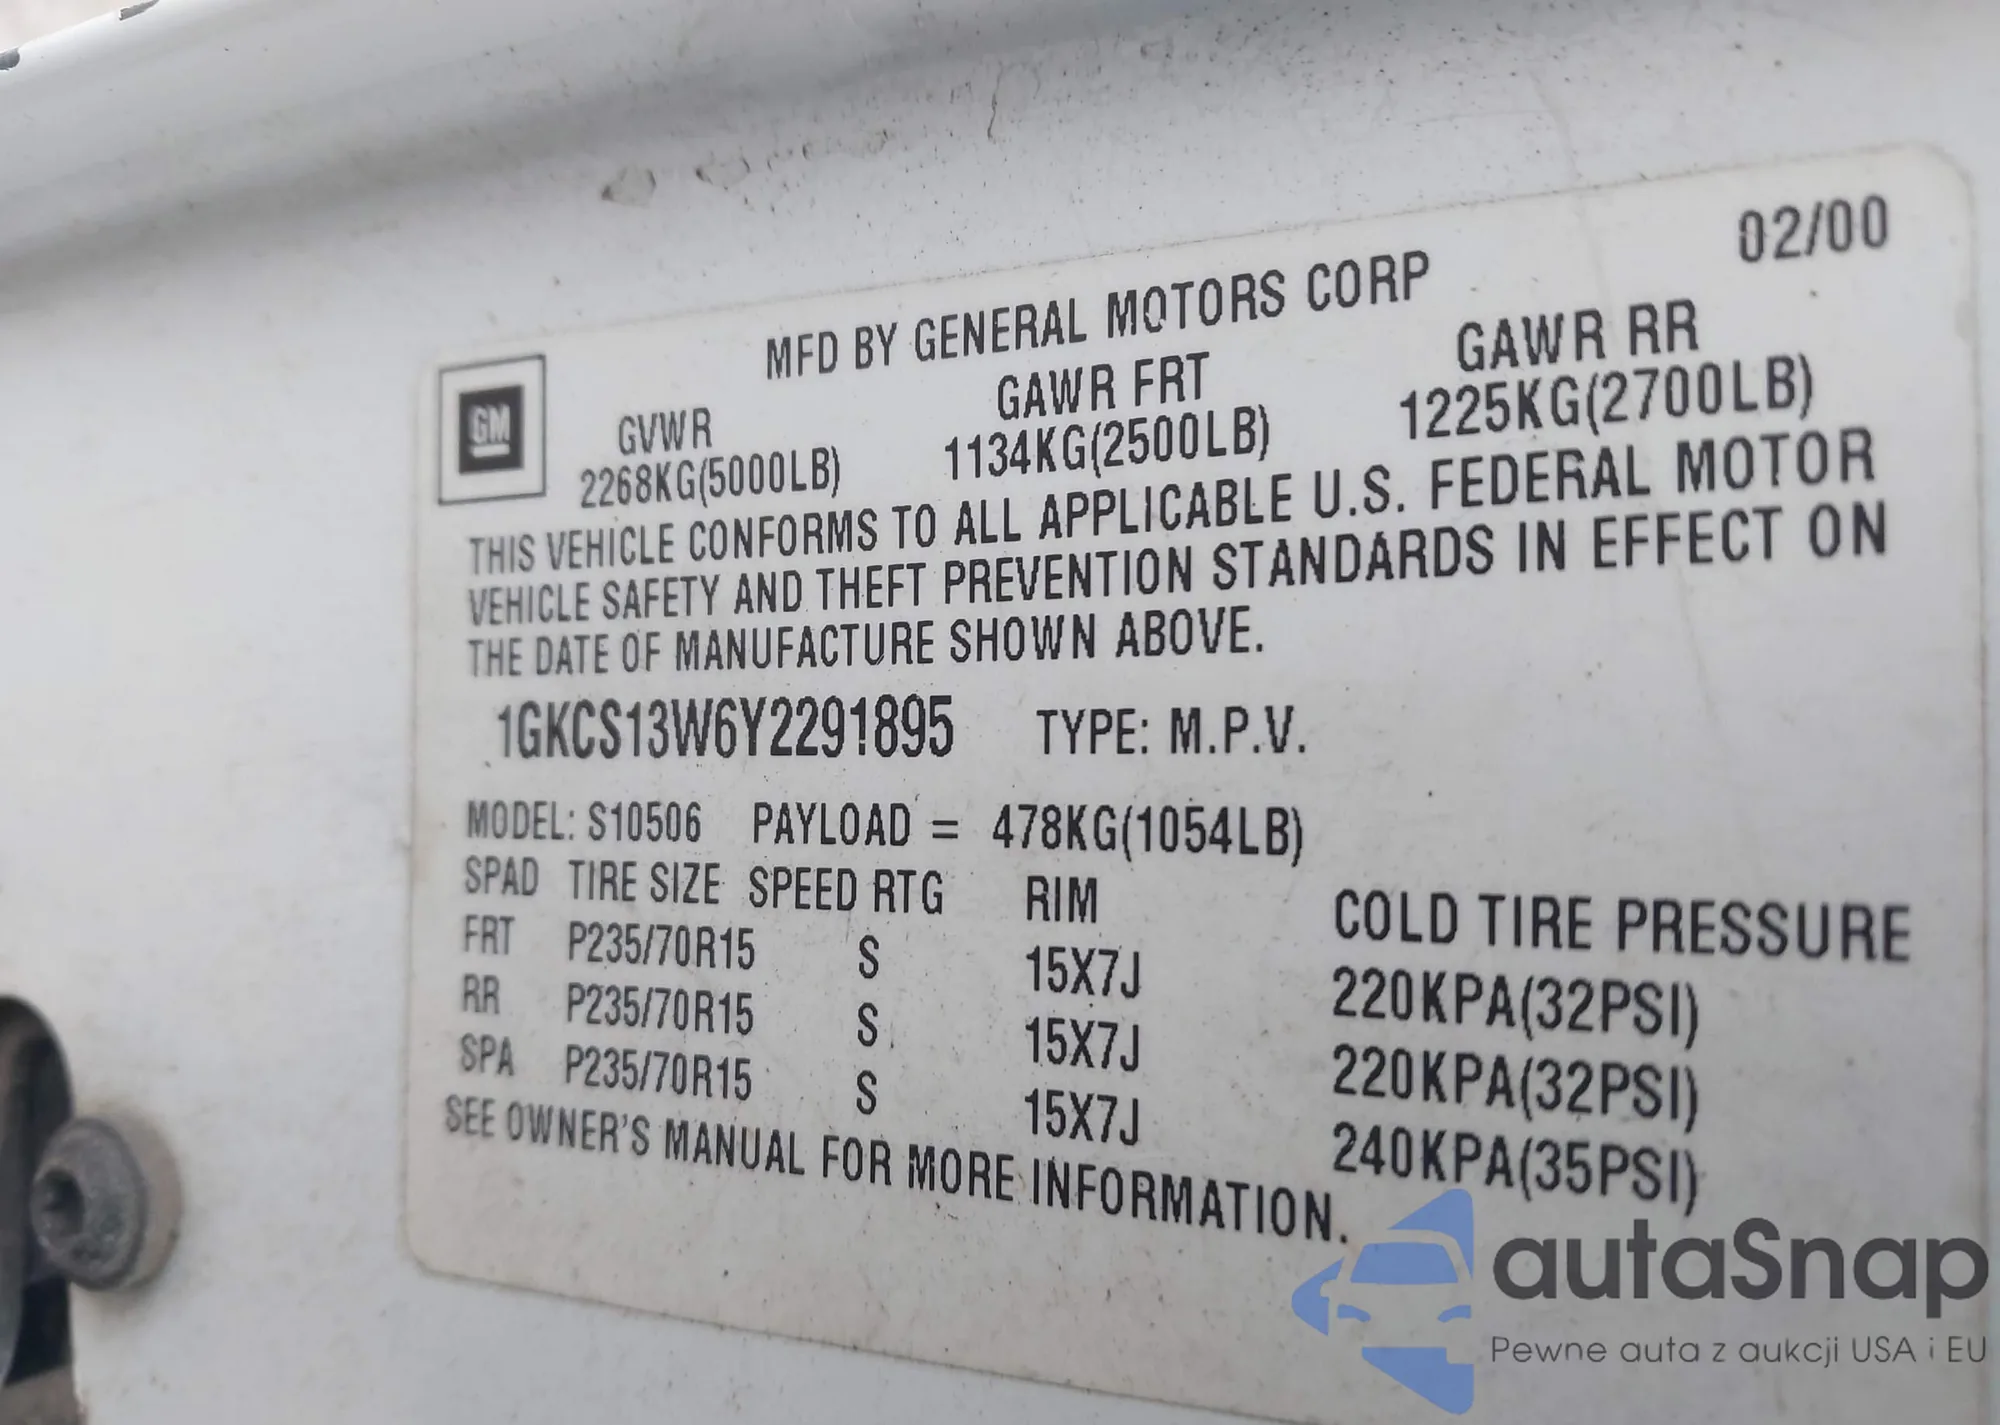 02/00
MFD BY GENERAL MOTORS CORP
GM
GVWR GAWR FRT GAWR RR
2268KG(5000LB) 1134KG(2500LB) 1225KG(2700LB)
THIS VEHICLE CONFORMS TO ALL APPLICABLE U.S. FEDERAL MOTOR
VEHICLE SAFETY AND THEFT PREVENTION STANDARDS IN EFFECT ON
THE DATE OF MANUFACTURE SHOWN ABOVE.
1GKCS13W6Y2291895 TYPE: M.P.V.
MODEL: S10506 PAYLOAD = 478KG(1054LB)
SPAD TIRE SIZE SPEED RTG RIM COLD TIRE PRESSURE
FRT P235/70R15 S 15X7J 220KPA(32PSI)
RR P235/70R15 S 15X7J 220KPA(32PSI)
SPA P235/70R15 S 15X7J 240KPA(35PSI)
SEE OWNER'S MANUAL FOR MORE INFORMATION.
autaSnap
Pewne auta z aukcji USA i EU